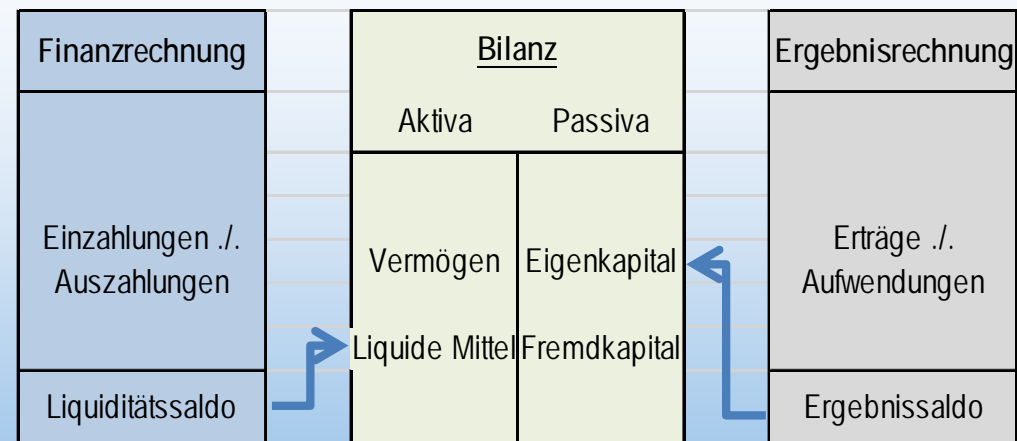 Finanzrechnung
Einzahlungen ./.
Auszahlungen
Liquiditätssaldo
Bilanz
Aktiva Passiva
Vermögen Eigenkapital
Liquide Mittel Fremdkapital
Ergebnisrechnung
Erträge ./.
Aufwendungen
Ergebnissaldo